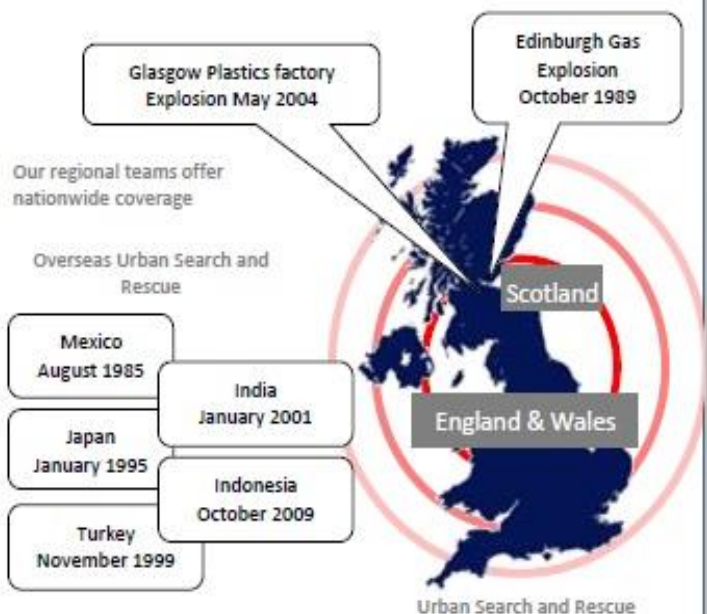 Glasgow Plastics factory
Explosion May 2004
Edinburgh Gas
Explosion
October 1989
Our regional teams offer
nationwide coverage
Overseas Urban Search and
Rescue
Scotland
England & Wales
Mexico
August 1985
India
January 2001
Japan
January 1995
Indonesia
October 2009
Turkey
November 1999
Urban Search and Rescue